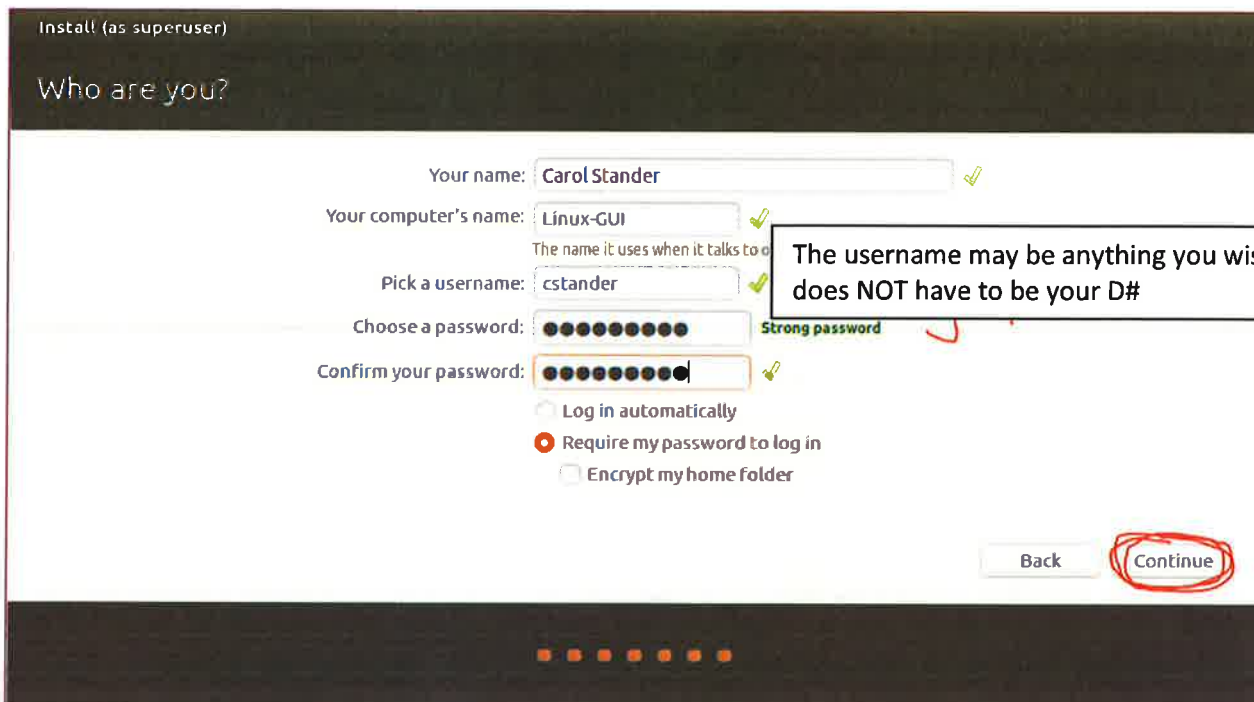 Install (as superuser)
Who are you?
Your name: Carol Stander
Your computer's name: Linux-GUI
The name it uses when it talks to o
Pick a username: cstander
The username may be anything you wis
does NOT have to be your D#
Choose a password: ●●●●●●●●● Strong password
Confirm your password: ●●●●●●●●●
Log in automatically
Require my password to log in
Encrypt my home folder
Back Continue